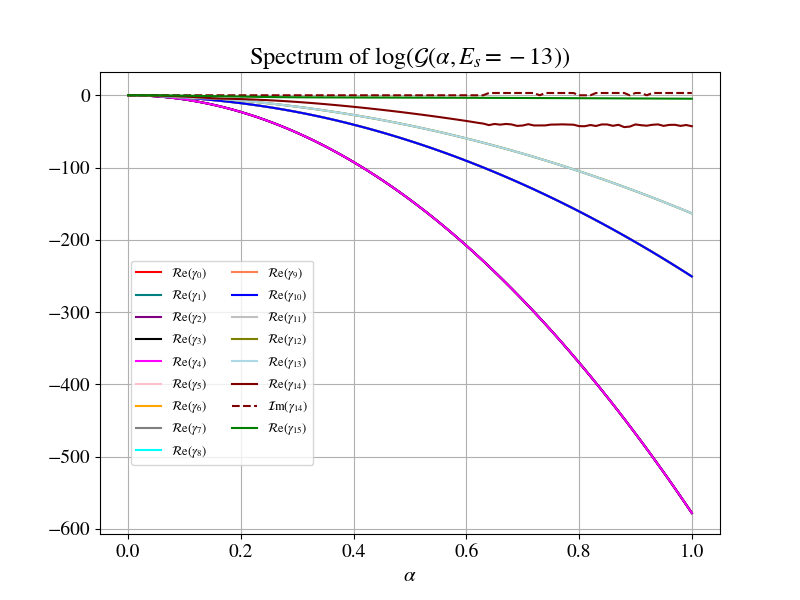 Spectrum of log(𝒢(α, E_s = −13))
0
−100
−200
−300
−400
−500
−600
ℛe(γ₀)
ℛe(γ₁)
ℛe(γ₂)
ℛe(γ₃)
ℛe(γ₄)
ℛe(γ₅)
ℛe(γ₆)
ℛe(γ₇)
ℛe(γ₈)
ℛe(γ₉)
ℛe(γ₁₀)
ℛe(γ₁₁)
ℛe(γ₁₂)
ℛe(γ₁₃)
ℛe(γ₁₄)
ℐm(γ₁₄)
ℛe(γ₁₅)
0.0 0.2 0.4 0.6 0.8 1.0
α